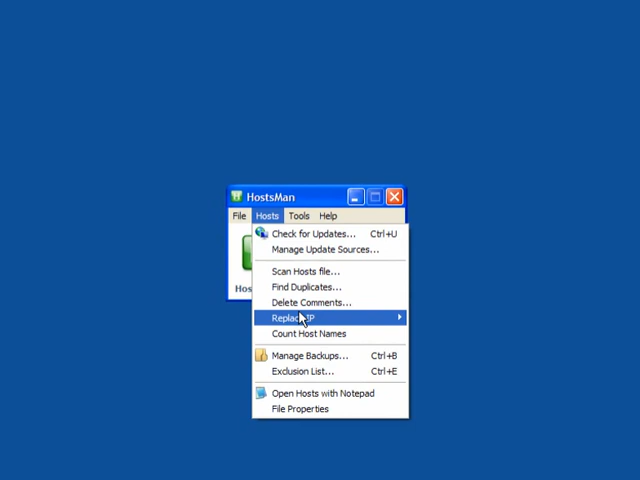 HostsMan
File Hosts Tools Help
Check for Updates... Ctrl+U
Manage Update Sources...
Hos
Scan Hosts file...
Find Duplicates...
Delete Comments...
Replace IP
Count Host Names
Manage Backups... Ctrl+B
Exclusion List... Ctrl+E
Open Hosts with Notepad
File Properties